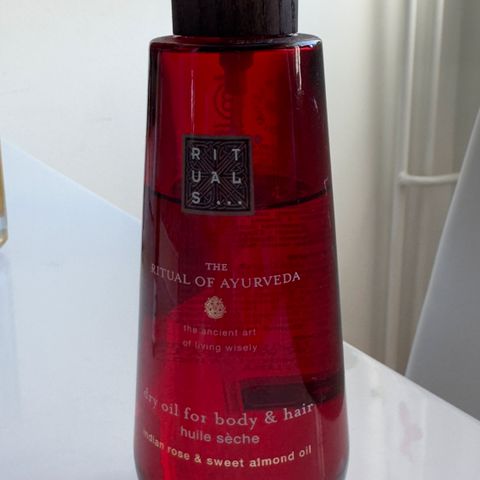 RIT
UAL
S...
THE
RITUAL OF AYURVEDA
the ancient art
of living wisely
dry oil for body & hair
huile sèche
indian rose & sweet almond oil